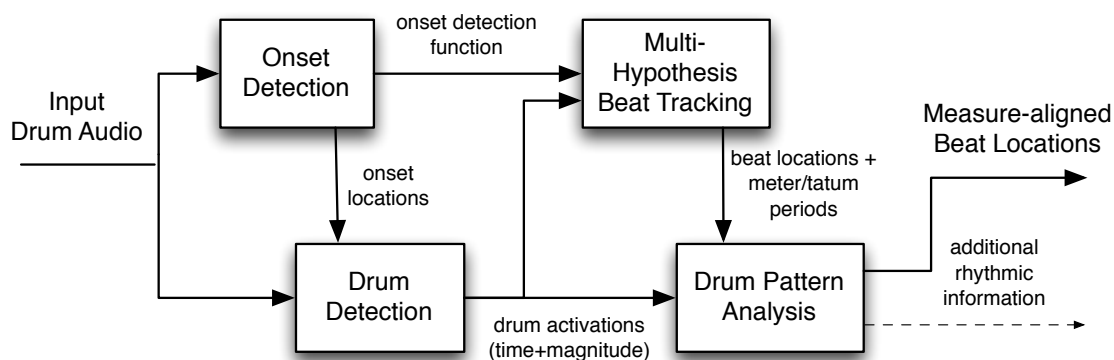 Input
Drum Audio
Onset
Detection
onset detection
function
Multi-
Hypothesis
Beat Tracking
onset
locations
beat locations +
meter/tatum
periods
Measure-aligned
Beat Locations
Drum
Detection
drum activations
(time+magnitude)
Drum Pattern
Analysis
additional
rhythmic
information